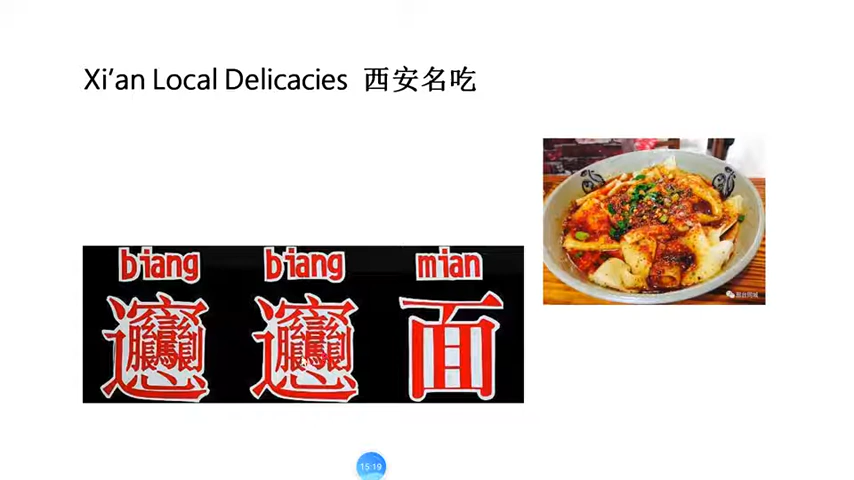 Xi'an Local Delicacies 西安名吃
biang biang mian
𰻝𰻝面
15:19